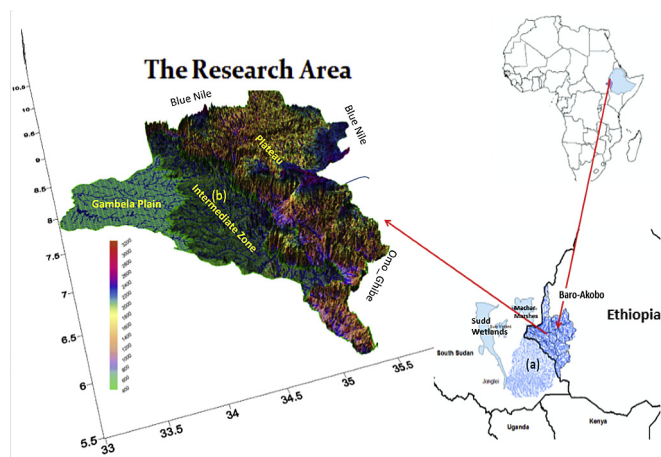 The Research Area
Blue Nile
Blue Nile
Plateau
(b)
Gambela Plain
Intermediate Zone
Omo_Ghibe
10.5
10
9.5
9
8.5
8
7.5
7
6.5
6
5.5
33
33.5
34
34.5
35
35.5
Baro-Akobo
Ethiopia
Machar
Marshes
Sudd
Wetlands
South Sudan
(a)
Jonglei
Uganda
Kenya